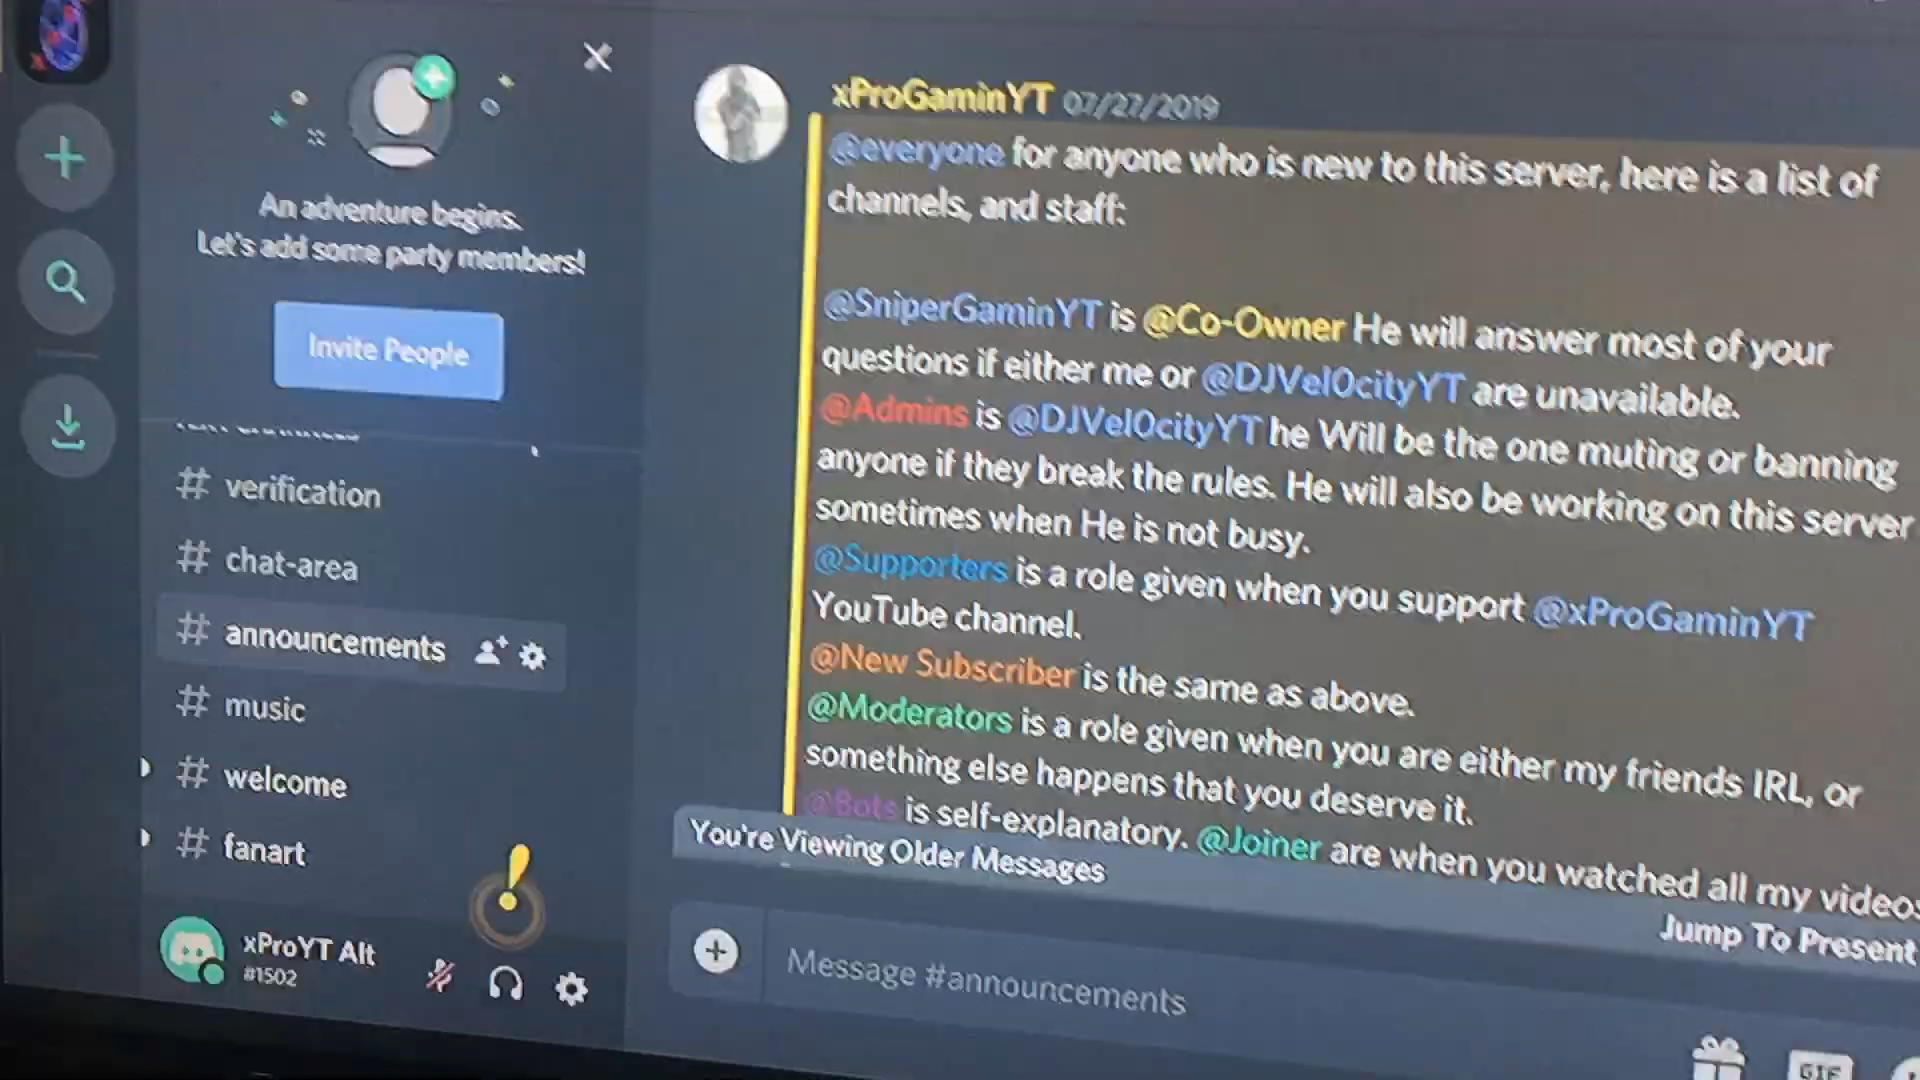 An adventure begins.
Let's add some party members!
Invite People
# verification
# chat-area
# announcements
# music
# welcome
# fanart
xProYT Alt
#1502
xProGaminYT 07/27/2019
@everyone for anyone who is new to this server, here is a list of
channels, and staff:
@SniperGaminYT is @Co-Owner He will answer most of your
questions if either me or @DJVel0cityYT are unavailable.
@Admins is @DJVel0cityYT he Will be the one muting or banning
anyone if they break the rules. He will also be working on this server
sometimes when He is not busy.
@Supporters is a role given when you support @xProGaminYT
YouTube channel.
@New Subscriber is the same as above.
@Moderators is a role given when you are either my friends IRL, or
something else happens that you deserve it.
@Bots is self-explanatory. @Joiner are when you watched all my videos
You're Viewing Older Messages
Jump To Present
Message #announcements
GIF